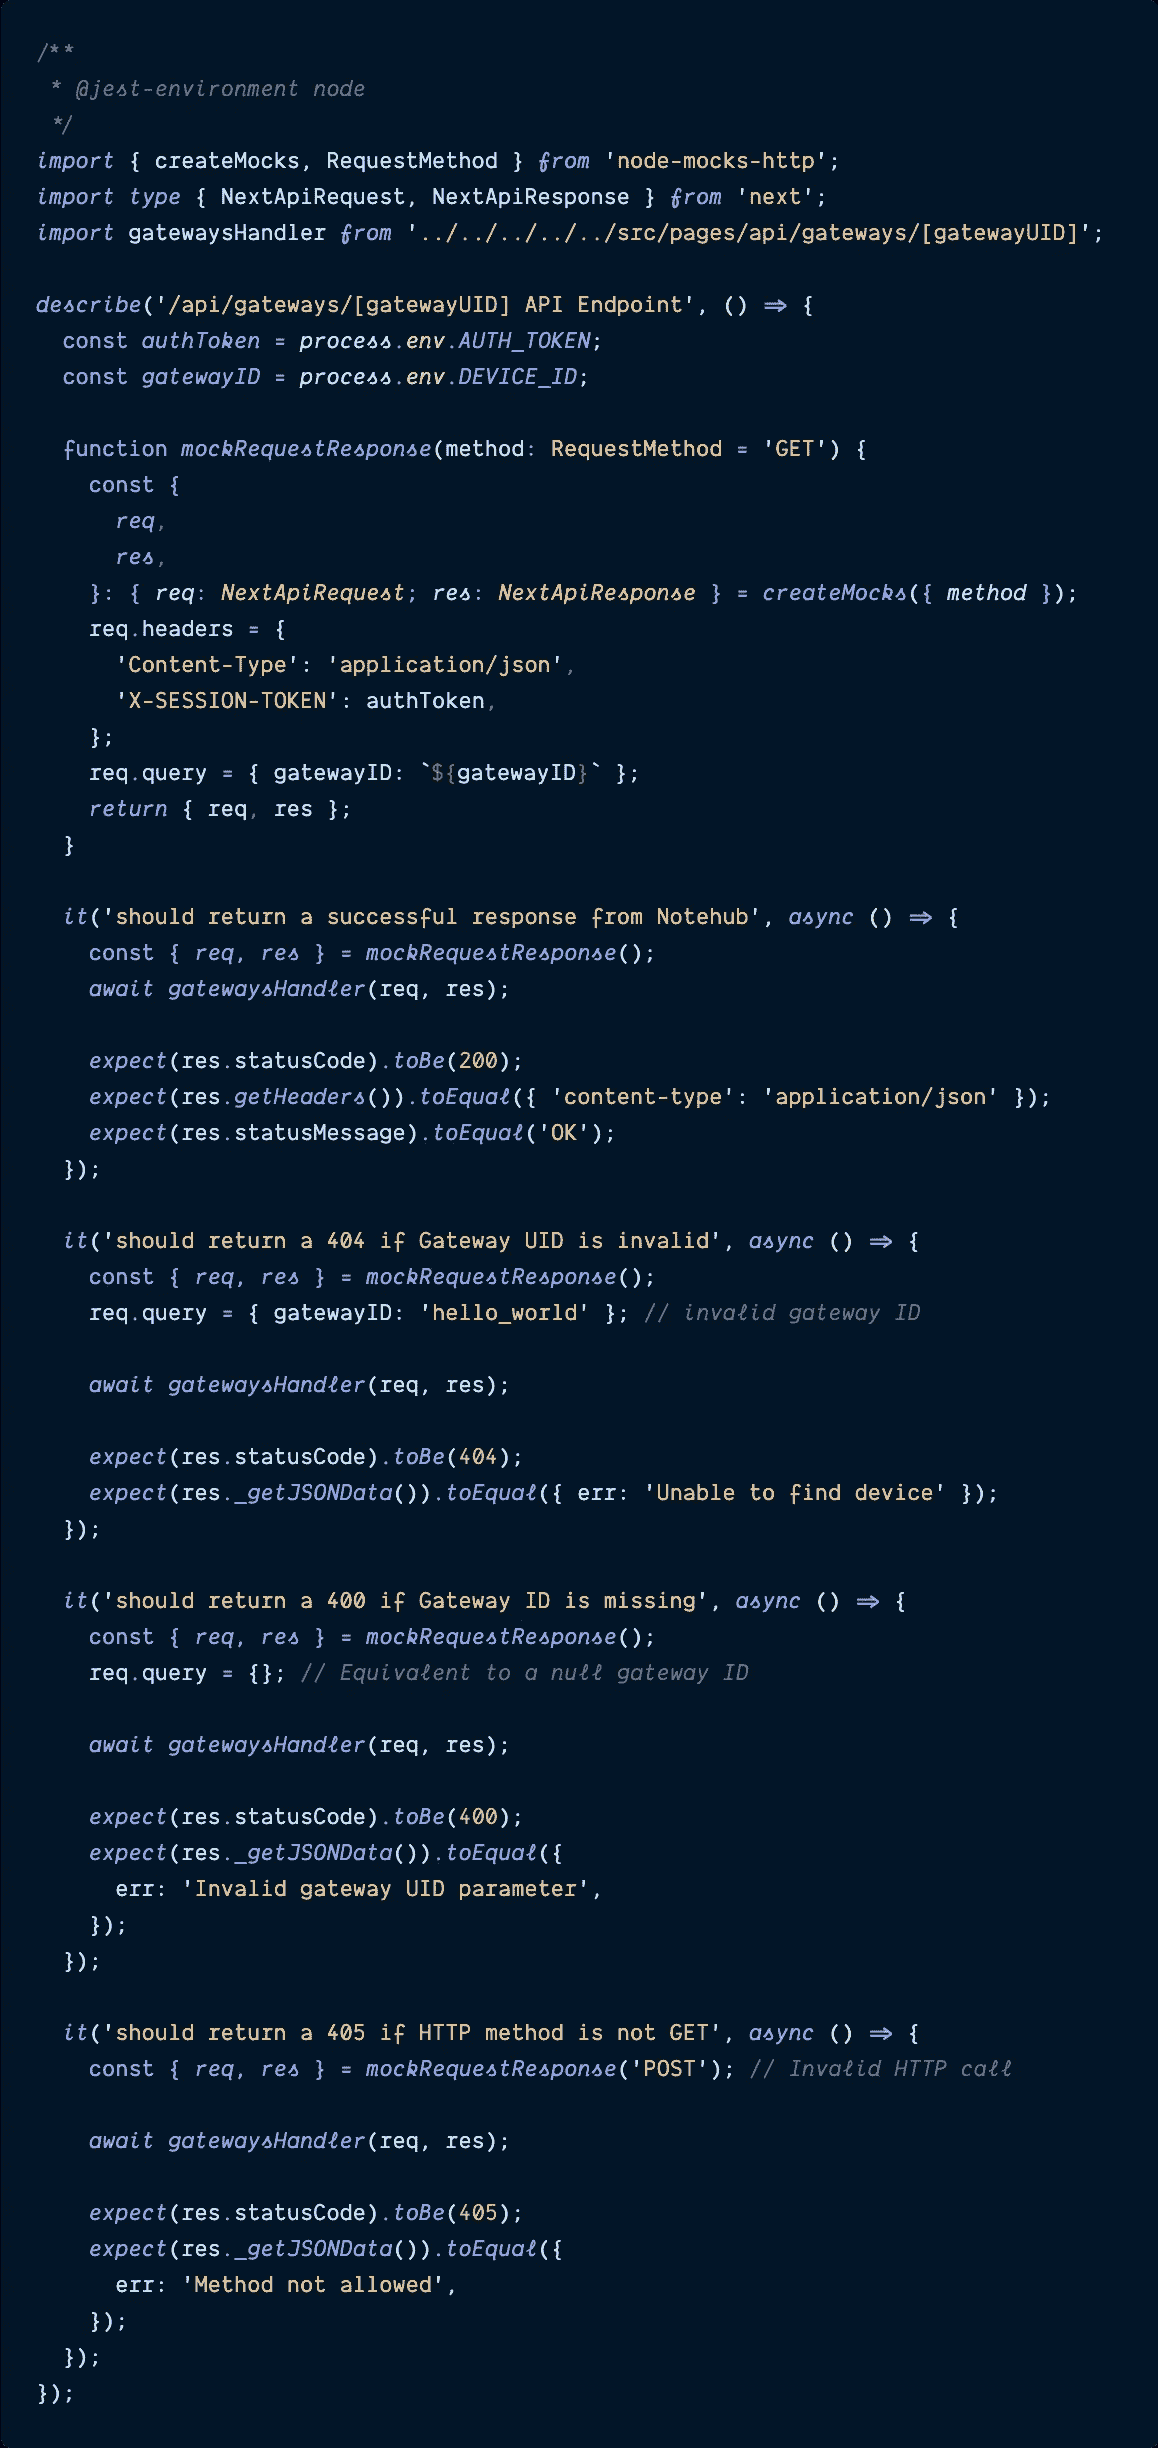 /**
 * @jest-environment node
 */
import { createMocks, RequestMethod } from 'node-mocks-http';
import type { NextApiRequest, NextApiResponse } from 'next';
import gatewaysHandler from '../../../../../src/pages/api/gateways/[gatewayUID]';

describe('/api/gateways/[gatewayUID] API Endpoint', () => {
  const authToken = process.env.AUTH_TOKEN;
  const gatewayID = process.env.DEVICE_ID;

  function mockRequestResponse(method: RequestMethod = 'GET') {
    const {
      req,
      res,
    }: { req: NextApiRequest; res: NextApiResponse } = createMocks({ method });
    req.headers = {
      'Content-Type': 'application/json',
      'X-SESSION-TOKEN': authToken,
    };
    req.query = { gatewayID: `${gatewayID}` };
    return { req, res };
  }

  it('should return a successful response from Notehub', async () => {
    const { req, res } = mockRequestResponse();
    await gatewaysHandler(req, res);

    expect(res.statusCode).toBe(200);
    expect(res.getHeaders()).toEqual({ 'content-type': 'application/json' });
    expect(res.statusMessage).toEqual('OK');
  });

  it('should return a 404 if Gateway UID is invalid', async () => {
    const { req, res } = mockRequestResponse();
    req.query = { gatewayID: 'hello_world' }; // invalid gateway ID

    await gatewaysHandler(req, res);

    expect(res.statusCode).toBe(404);
    expect(res._getJSONData()).toEqual({ err: 'Unable to find device' });
  });

  it('should return a 400 if Gateway ID is missing', async () => {
    const { req, res } = mockRequestResponse();
    req.query = {}; // Equivalent to a null gateway ID

    await gatewaysHandler(req, res);

    expect(res.statusCode).toBe(400);
    expect(res._getJSONData()).toEqual({
      err: 'Invalid gateway UID parameter',
    });
  });

  it('should return a 405 if HTTP method is not GET', async () => {
    const { req, res } = mockRequestResponse('POST'); // Invalid HTTP call

    await gatewaysHandler(req, res);

    expect(res.statusCode).toBe(405);
    expect(res._getJSONData()).toEqual({
      err: 'Method not allowed',
    });
  });
});